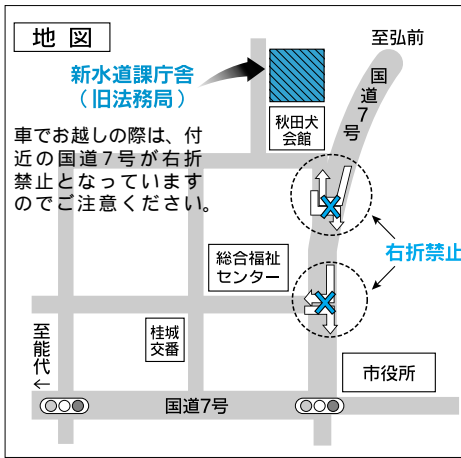 地図
至弘前
新水道課庁舎
(旧法務局)
国道7号
秋田犬
会館
車でお越しの際は、付
近の国道7号が右折
禁止となっています
のでご注意ください。
右折禁止
総合福祉
センター
桂城
交番
至能代←
市役所
国道7号